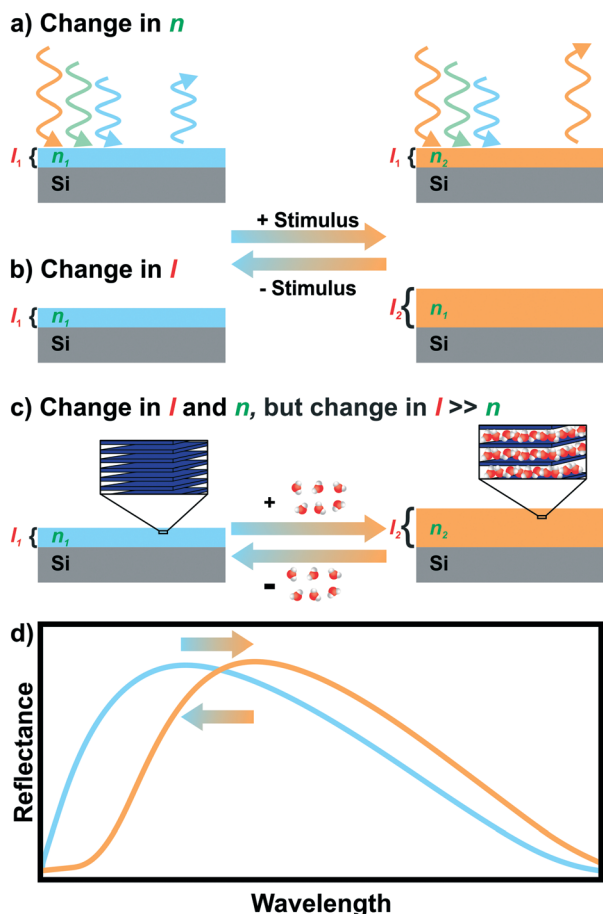 a) Change in n
l₁ { n₁
Si
l₁ { n₂
Si
+ Stimulus
- Stimulus
b) Change in l
l₁ { n₁
Si
l₂ { n₁
Si
c) Change in l and n, but change in l >> n
+
-
l₁ { n₁
Si
l₂ { n₂
Si
d)
Reflectance
Wavelength